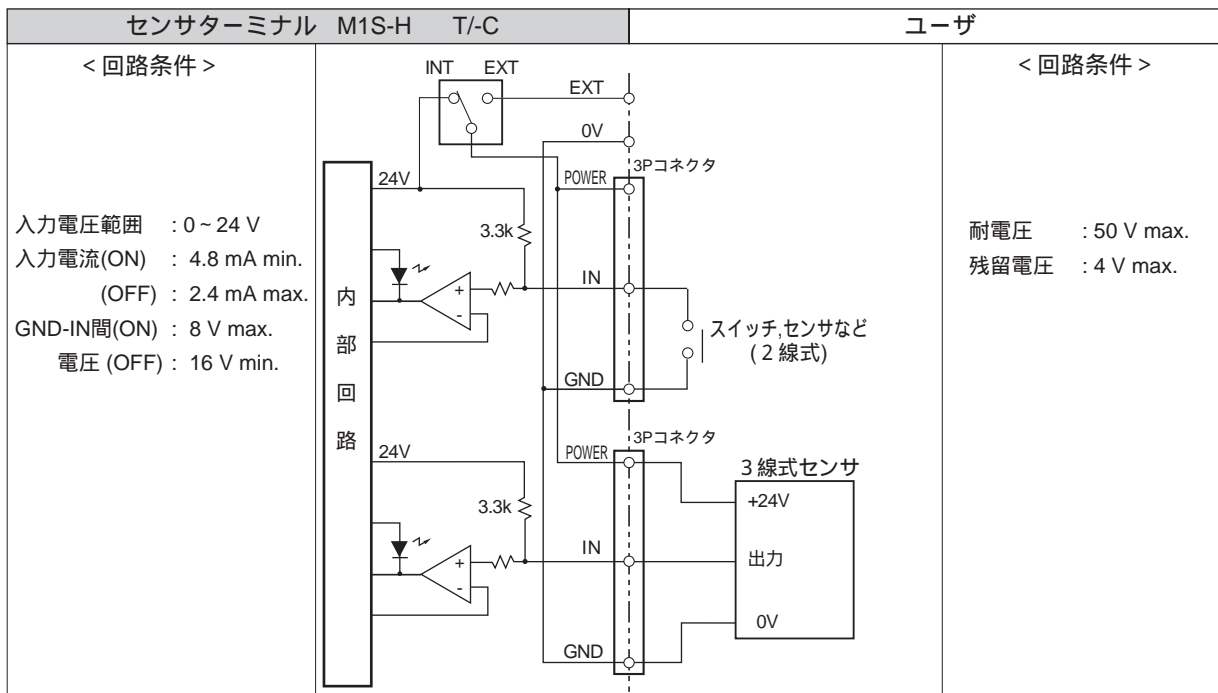 センサターミナル M1S-H T/-C
ユーザ
< 回路条件 >
入力電圧範囲 : 0 ~ 24 V
入力電流(ON) : 4.8 mA min.
(OFF) : 2.4 mA max.
GND-IN間(ON) : 8 V max.
電圧 (OFF) : 16 V min.
INT EXT
EXT
0V
3Pコネクタ
24V
POWER
3.3k
IN
+
-
内部回路
GND
スイッチ,センサなど
(2線式)
3Pコネクタ
24V
POWER
3.3k
IN
+
-
GND
3線式センサ
+24V
出力
0V
< 回路条件 >
耐電圧 : 50 V max.
残留電圧 : 4 V max.